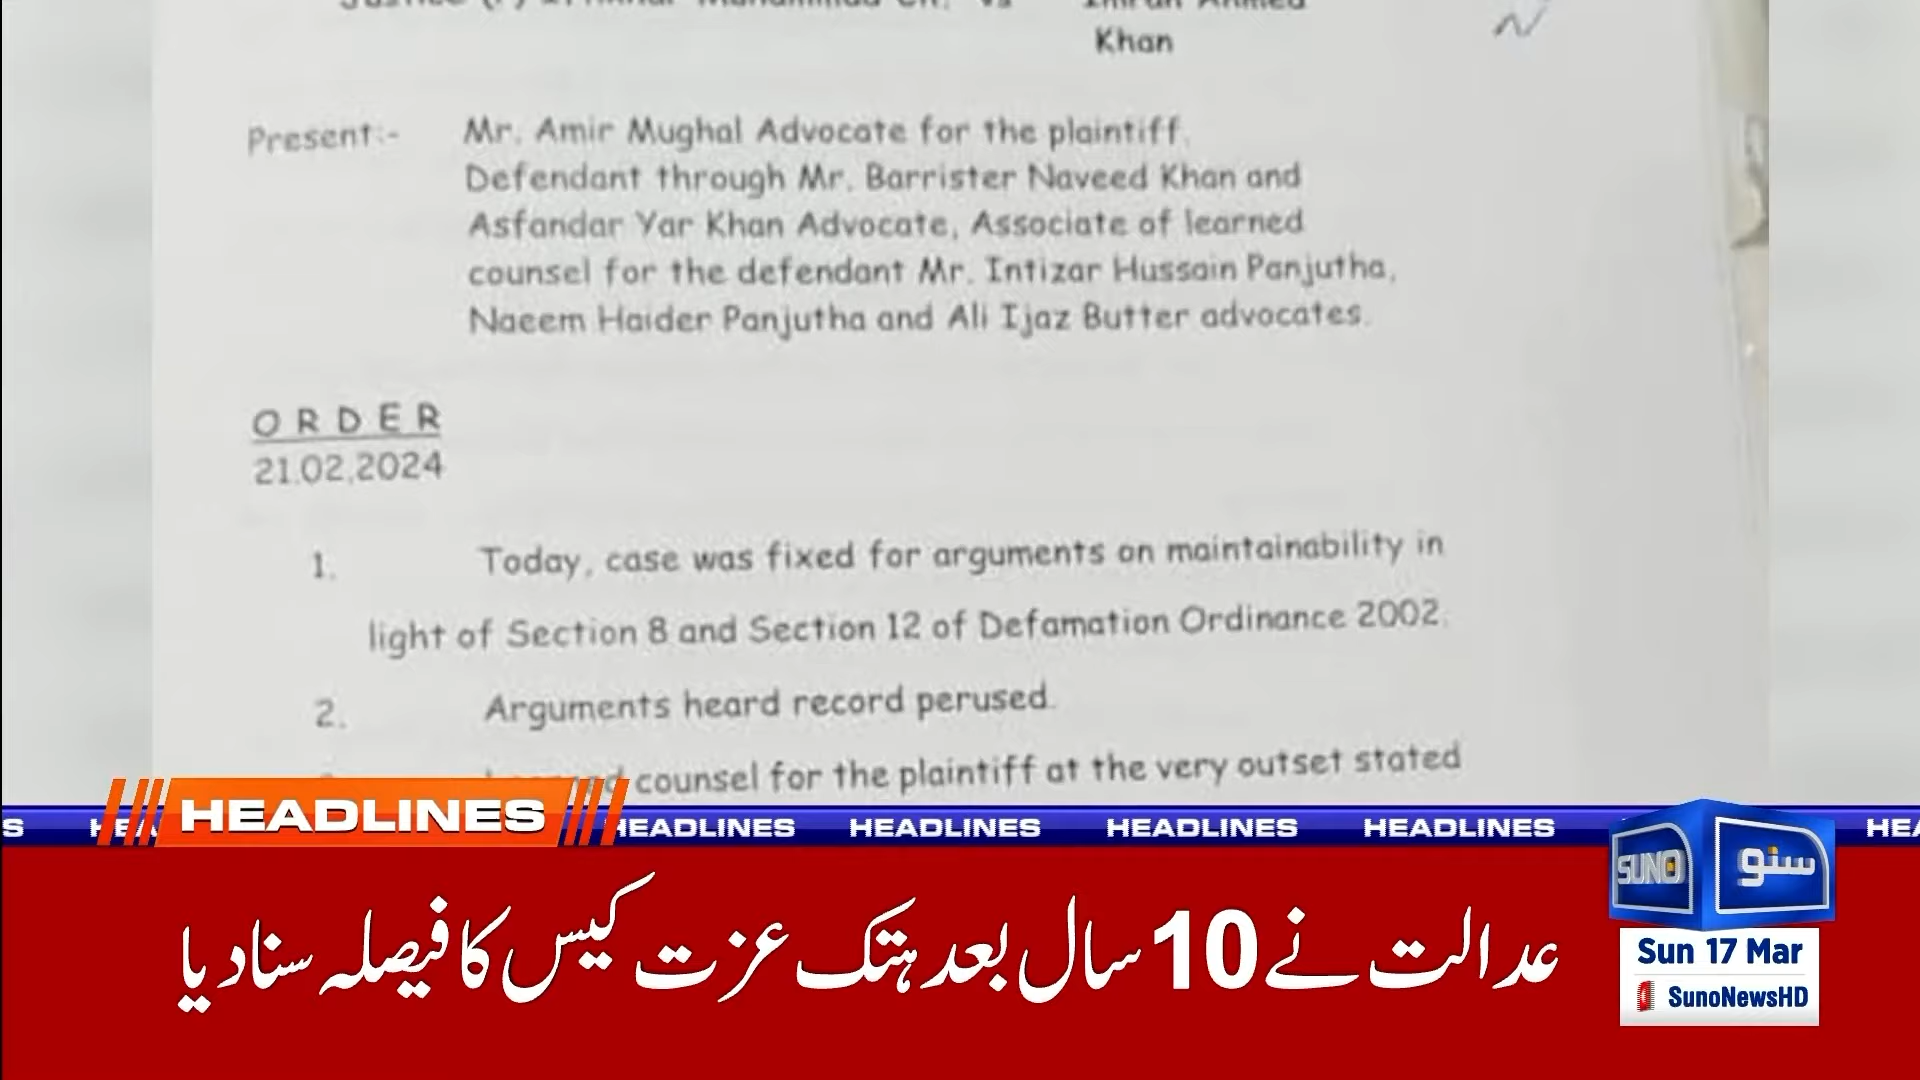 Khan
Present:- Mr. Amir Mughal Advocate for the plaintiff.
Defendant through Mr. Barrister Naveed Khan and
Asfandar Yar Khan Advocate, Associate of learned
counsel for the defendant Mr. Intizar Hussain Panjutha,
Naeem Haider Panjutha and Ali Ijaz Butter advocates.
O R D E R
21.02.2024
1. Today, case was fixed for arguments on maintainability in
light of Section 8 and Section 12 of Defamation Ordinance 2002.
2. Arguments heard record perused.
counsel for the plaintiff at the very outset stated
HEADLINES
HEADLINES HEADLINES HEADLINES HEADLINES
SUNO سنو
عدالت نے 10 سال بعد ہتک عزت کیس کا فیصلہ سنا دیا
Sun 17 Mar
SunoNewsHD